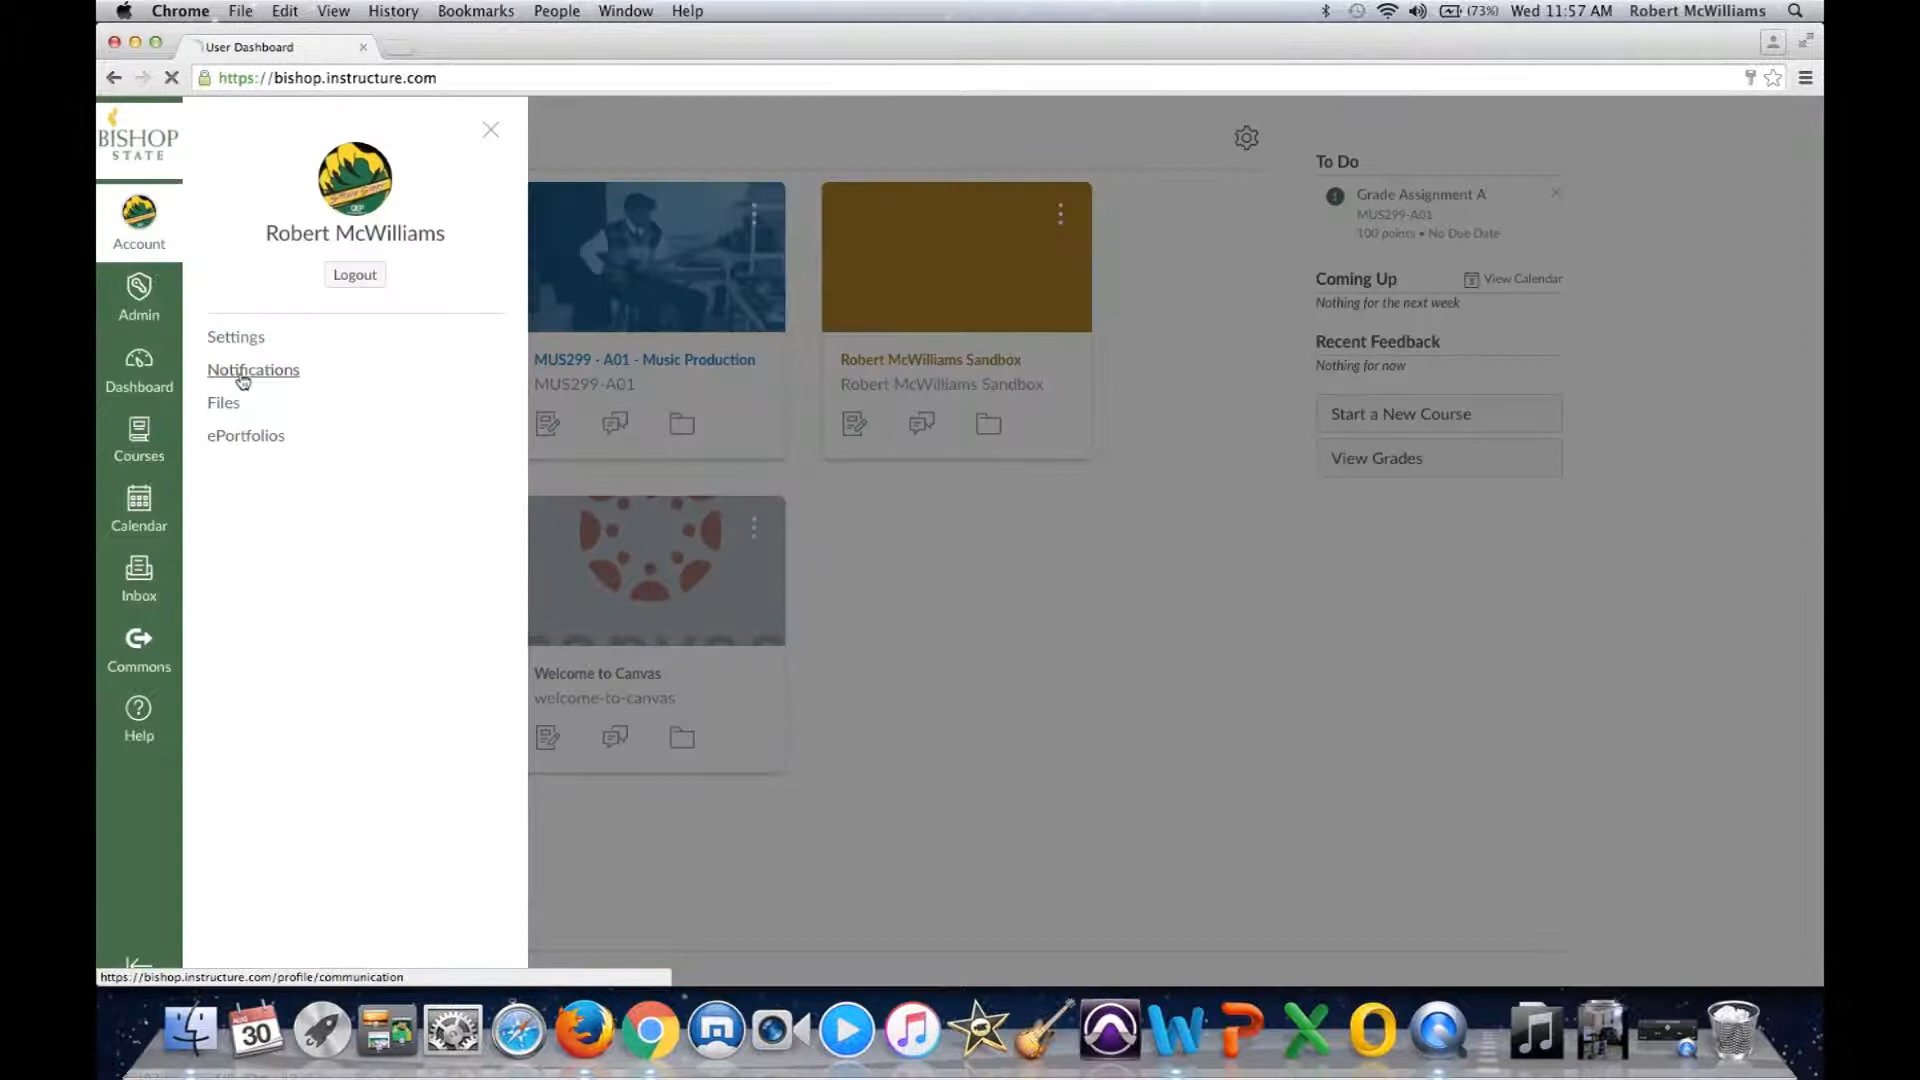 Chrome File Edit View History Bookmarks People Window Help
(73%) Wed 11:57 AM Robert McWilliams
User Dashboard
https://bishop.instructure.com
BISHOP
STATE
Account
Admin
Dashboard
Courses
Calendar
Inbox
Commons
Help
Robert McWilliams
Logout
Settings
Notifications
Files
ePortfolios
MUS299 - A01 - Music Production
MUS299-A01
Robert McWilliams Sandbox
Robert McWilliams Sandbox
Welcome to Canvas
welcome-to-canvas
To Do
1 Grade Assignment A
MUS299-A01
100 points • No Due Date
Coming Up View Calendar
Nothing for the next week
Recent Feedback
Nothing for now
Start a New Course
View Grades
https://bishop.instructure.com/profile/communication
AUG
30